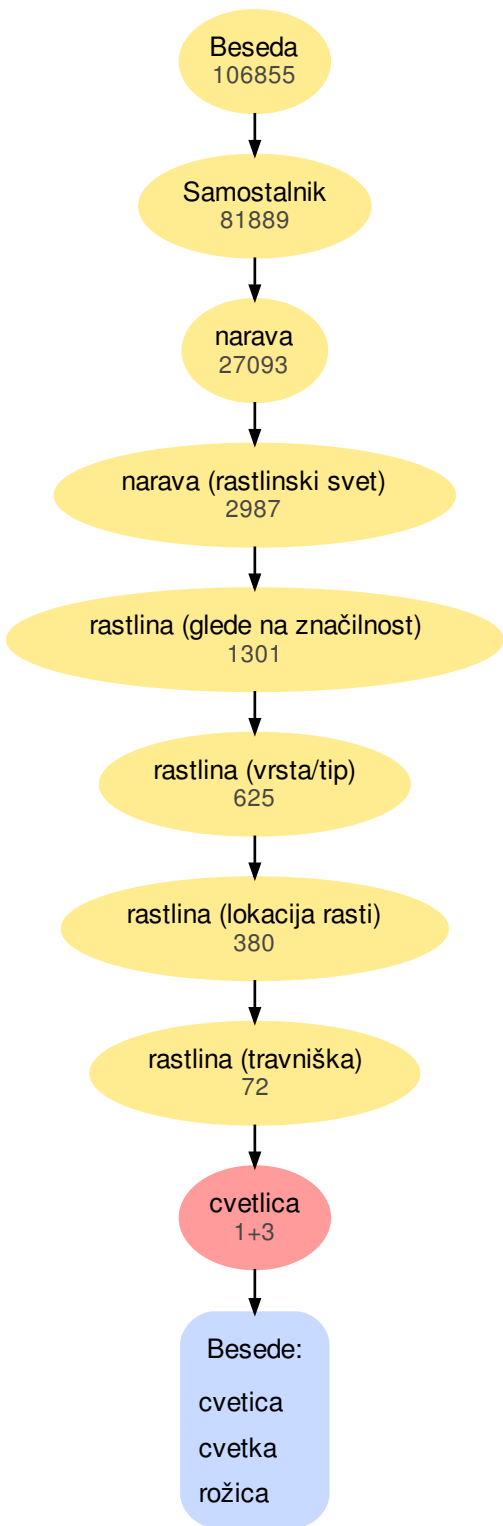 Beseda
106855
Samostalnik
81889
narava
27093
narava (rastlinski svet)
2987
rastlina (glede na značilnost)
1301
rastlina (vrsta/tip)
625
rastlina (lokacija rasti)
380
rastlina (travniška)
72
cvetlica
1+3
Besede:
cvetica
cvetka
rožica